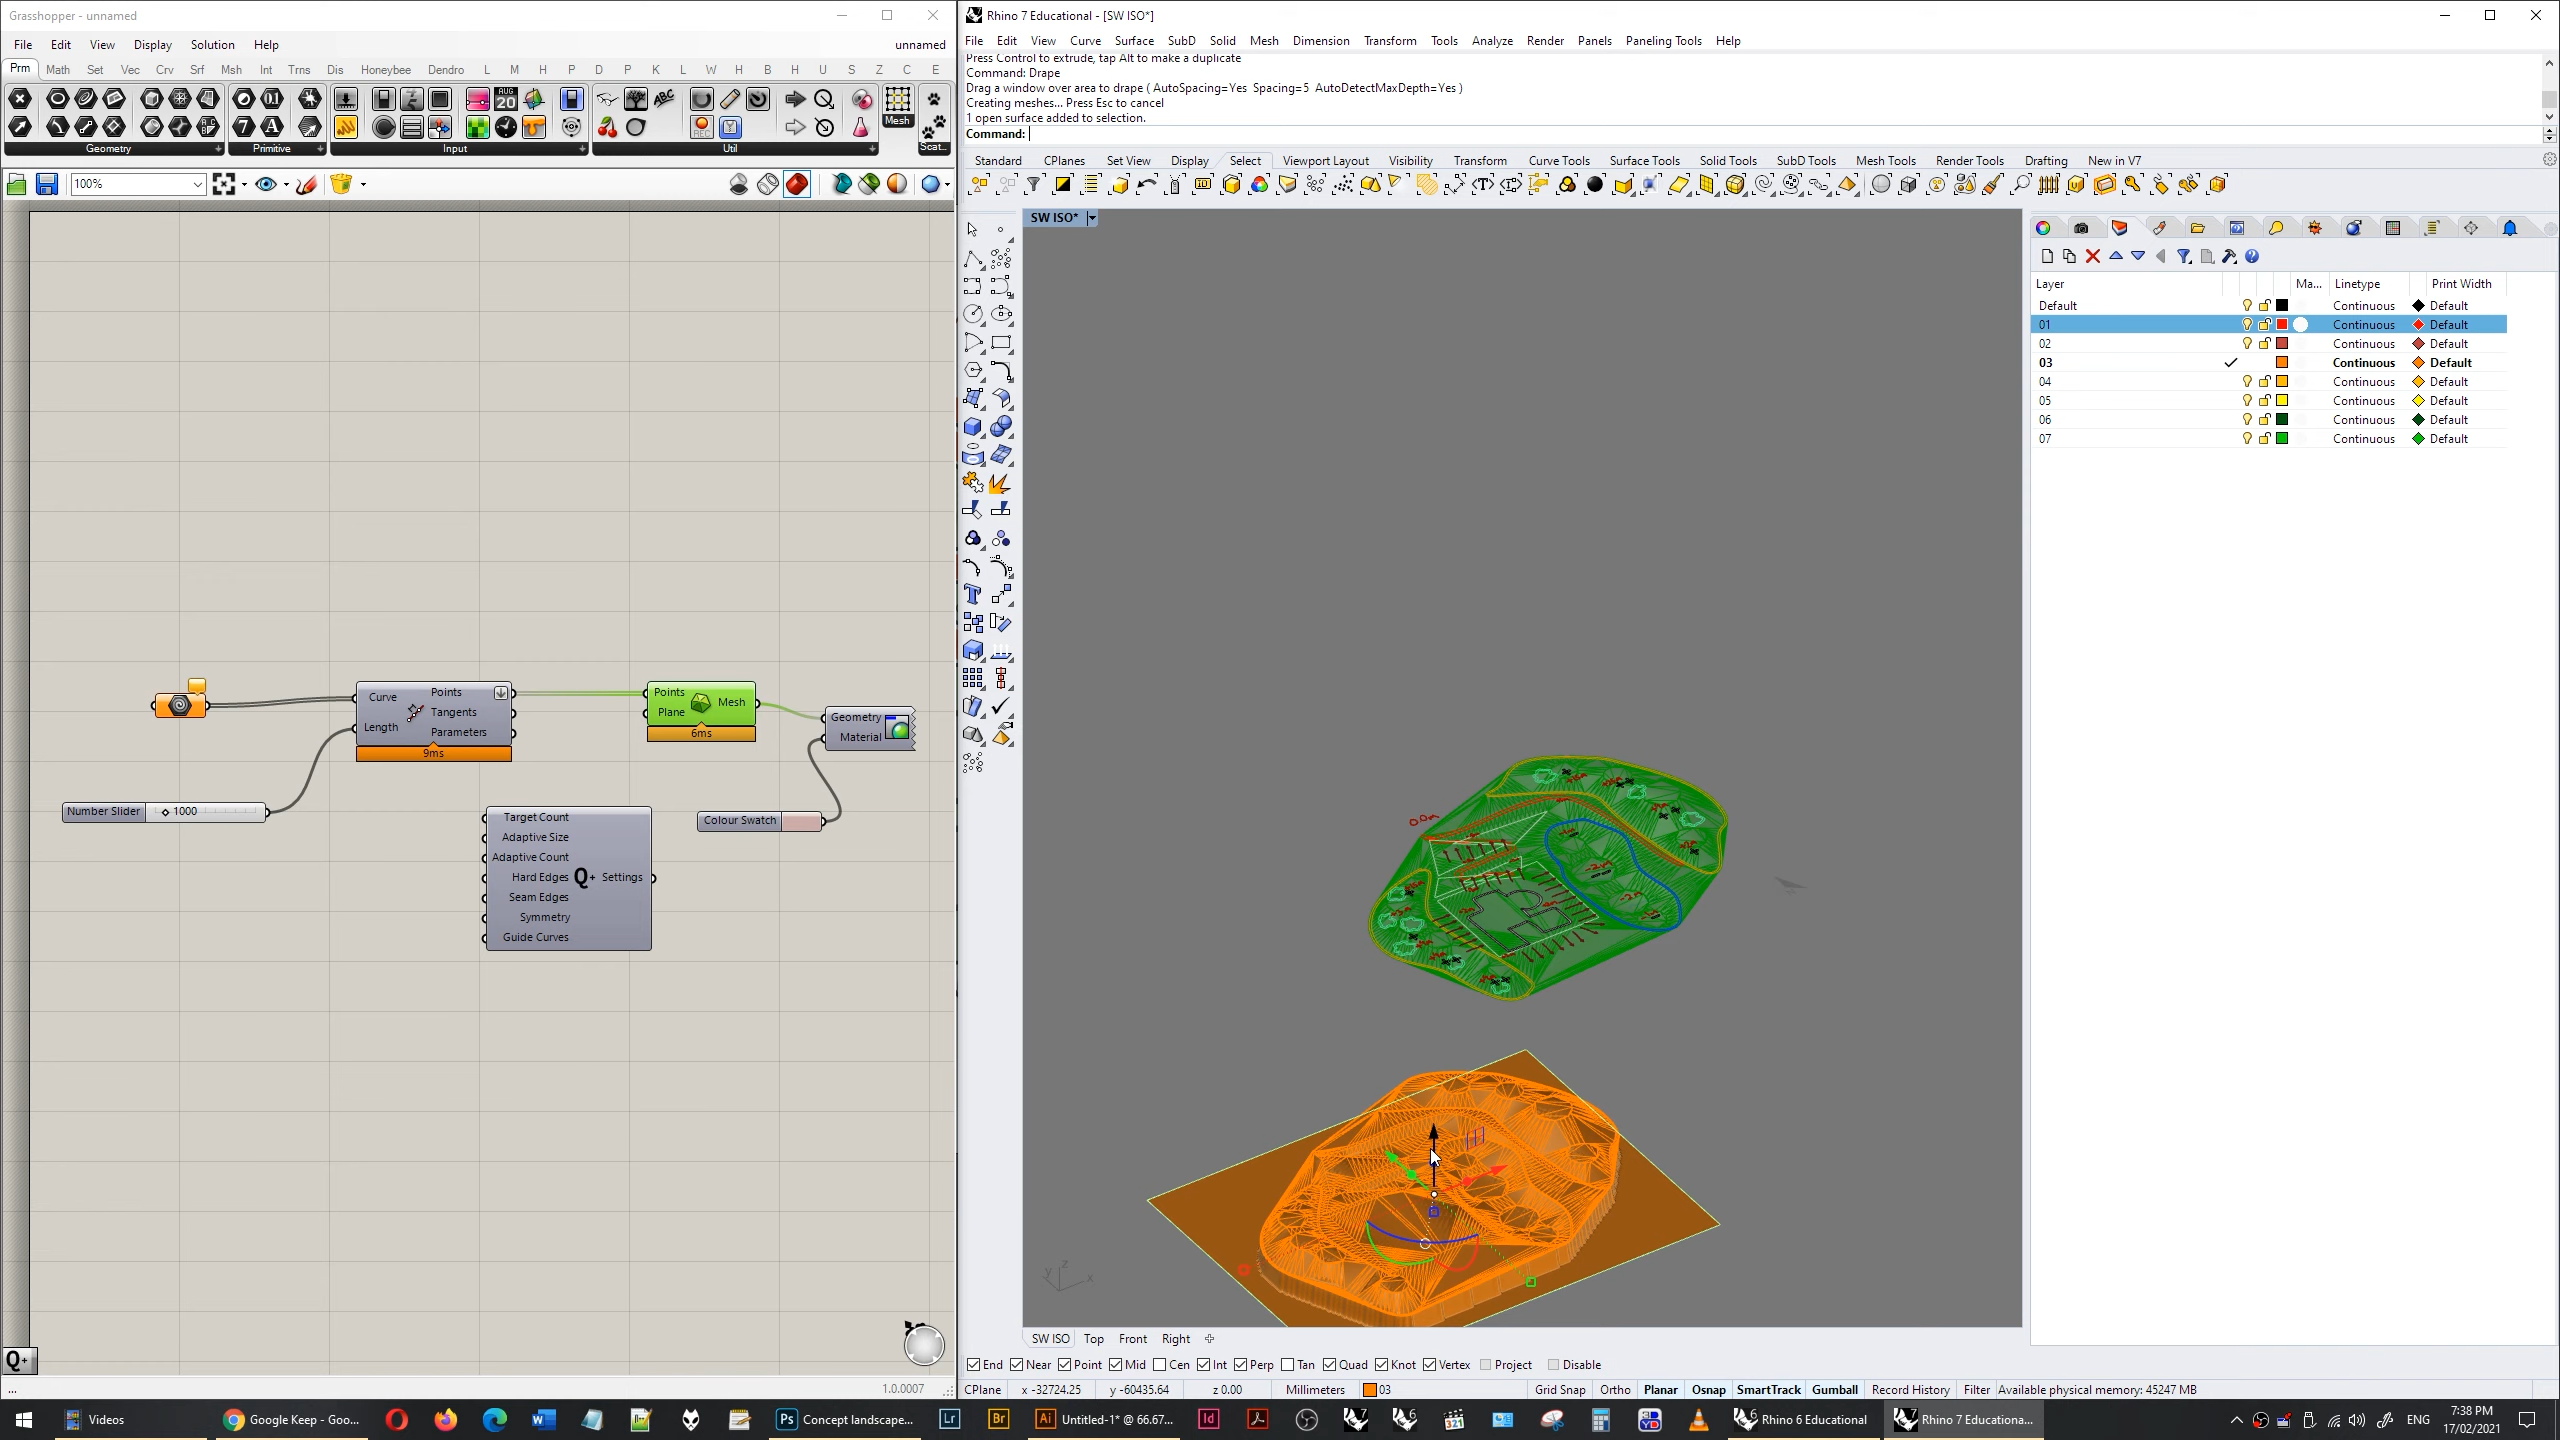 Grasshopper - unnamed
File Edit View Display Solution Help
unnamed
Prm Math Set Vec Crv Srf Msh Int Trns Dis Honeybee Dendro L M H P D P K L W H B H U S Z C E
Geometry
Primitive
Input
Util
Mesh
Scat...
100%
Curve
Length
Points
Tangents
Parameters
9ms
Points
Plane
Mesh
6ms
Geometry
Material
Number Slider
1000
Colour Swatch
Target Count
Adaptive Size
Adaptive Count
Hard Edges
Seam Edges
Symmetry
Guide Curves
Q+ Settings
Q+
...
1.0.0007
Rhino 7 Educational - [SW ISO*]
File Edit View Curve Surface SubD Solid Mesh Dimension Transform Tools Analyze Render Panels Paneling Tools Help
Press Control to extrude, tap Alt to make a duplicate
Command: Drape
Drag a window over area to drape ( AutoSpacing=Yes Spacing=5 AutoDetectMaxDepth=Yes )
Creating meshes... Press Esc to cancel
1 open surface added to selection.
Command:
Standard CPlanes Set View Display Select Viewport Layout Visibility Transform Curve Tools Surface Tools Solid Tools SubD Tools Mesh Tools Render Tools Drafting New in V7
SW ISO*
z
y
x
Layer Ma... Linetype Print Width
Default Continuous Default
01 Continuous Default
02 Continuous Default
03 Continuous Default
04 Continuous Default
05 Continuous Default
06 Continuous Default
07 Continuous Default
SW ISO Top Front Right
End Near Point Mid Cen Int Perp Tan Quad Knot Vertex Project Disable
CPlane x -32724.25 y -60435.64 z 0.00 Millimeters 03 Grid Snap Ortho Planar Osnap SmartTrack Gumball Record History Filter Available physical memory: 45247 MB
Videos
Google Keep - Goo...
Concept landscape...
Untitled-1* @ 66.67...
Rhino 6 Educational
Rhino 7 Educationa...
ENG
7:38 PM
17/02/2021